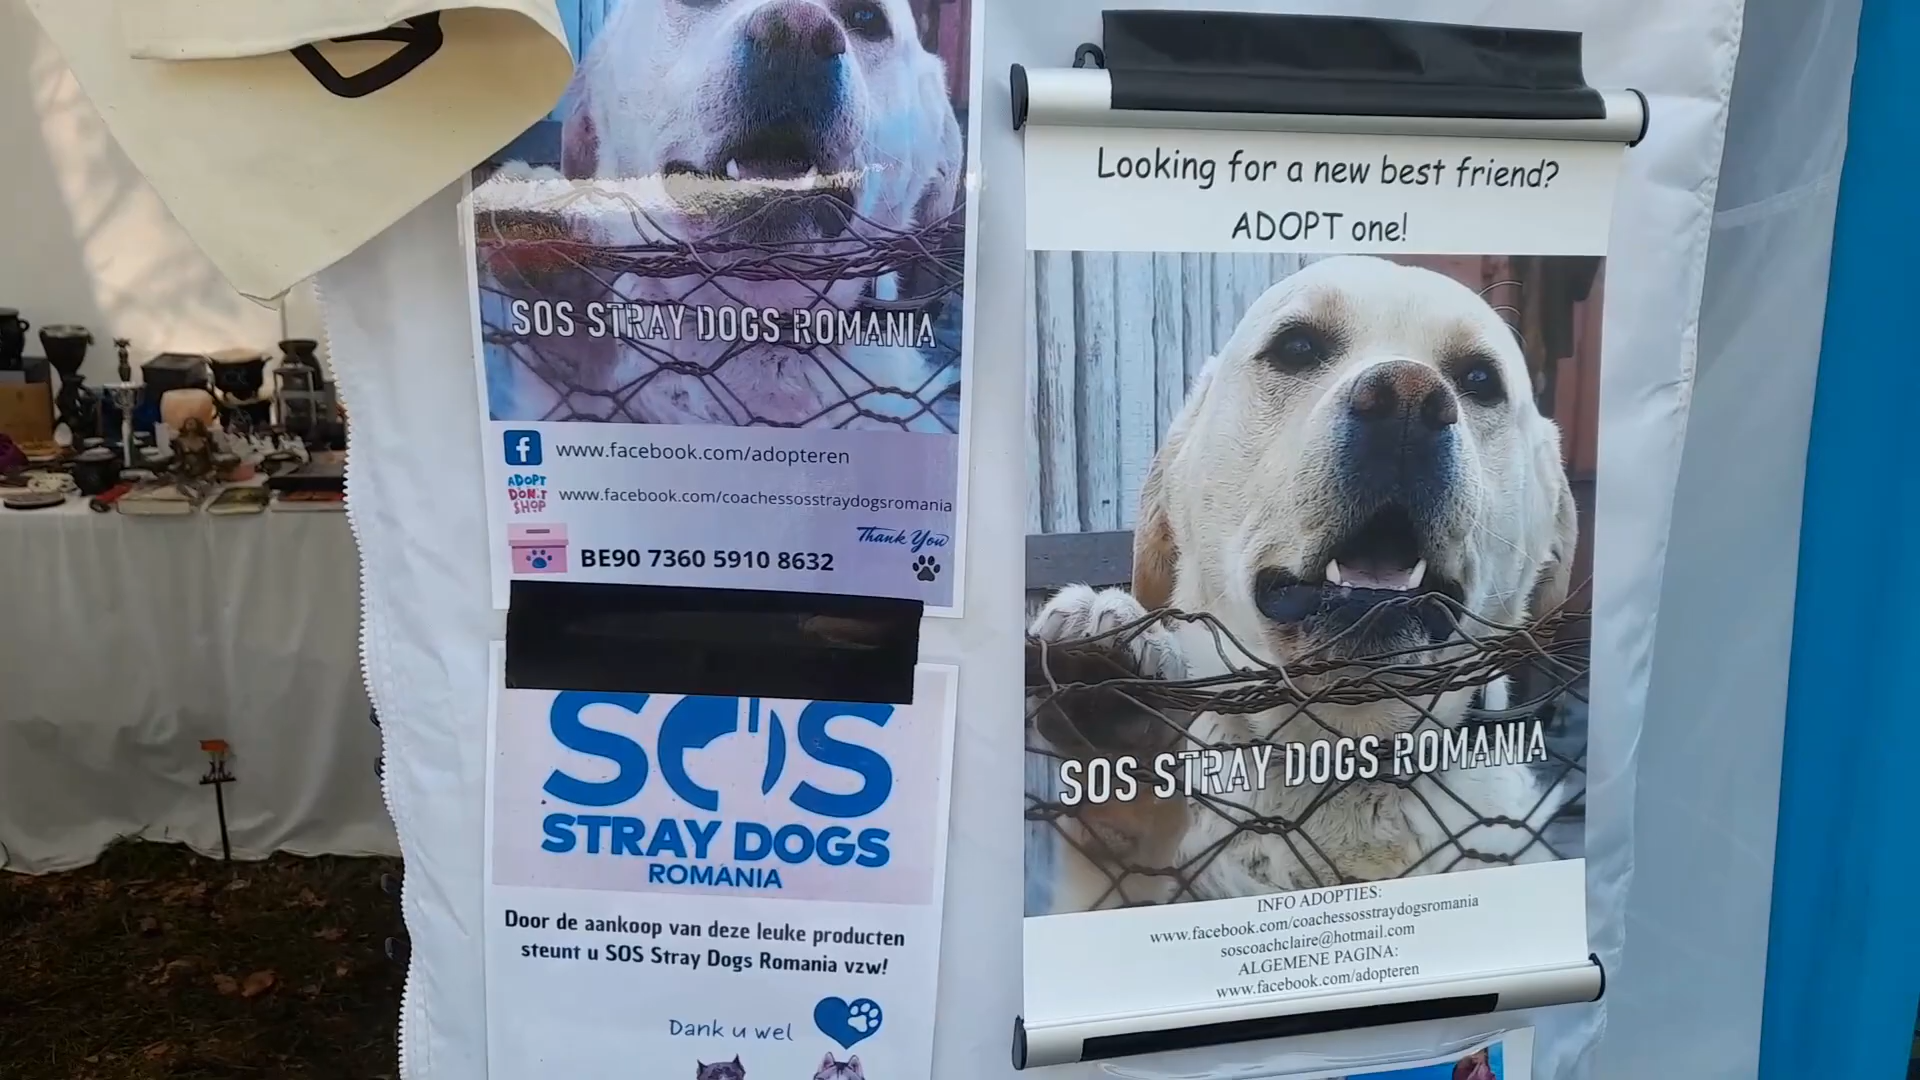 SOS STRAY DOGS ROMANIA
www.facebook.com/adopteren
ADOPT
DON'T
SHOP
www.facebook.com/coachessosstraydogsromania
Thank You
BE90 7360 5910 8632
SOS
STRAY DOGS
ROMANIA
Door de aankoop van deze leuke producten
steunt u SOS Stray Dogs Romania vzw!
Dank u wel
Looking for a new best friend?
ADOPT one!
SOS STRAY DOGS ROMANIA
INFO ADOPTIES:
www.facebook.com/coachessosstraydogsromania
soscoachclaire@hotmail.com
ALGEMENE PAGINA:
www.facebook.com/adopteren